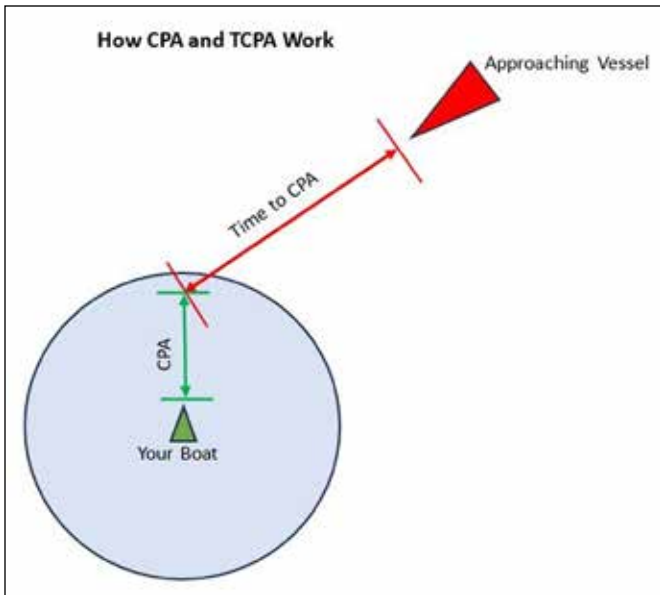 How CPA and TCPA Work
Approaching Vessel
Time to CPA
CPA
Your Boat